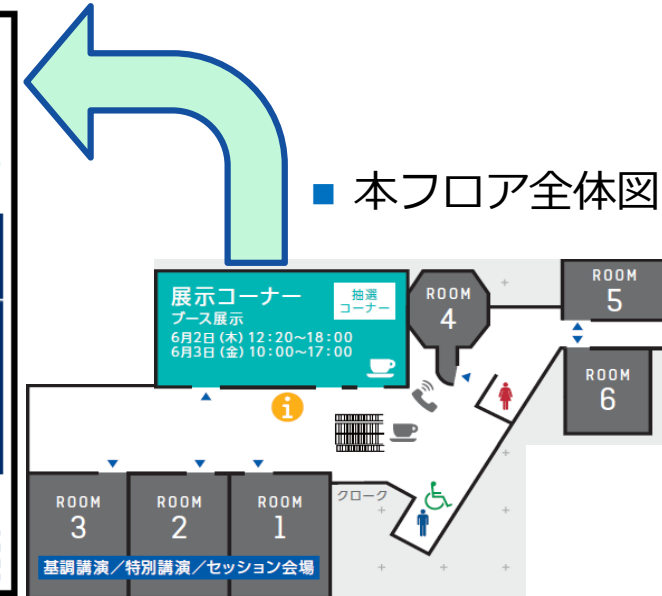 ■ 本フロア全体図
展示コーナー
ブース展示
6月2日（木）12：20～18：00
6月3日（金）10：00～17：00
抽選
コーナー
ROOM
4
ROOM
5
ROOM
6
i
クローク
ROOM
3
ROOM
2
ROOM
1
基調講演／特別講演／セッション会場